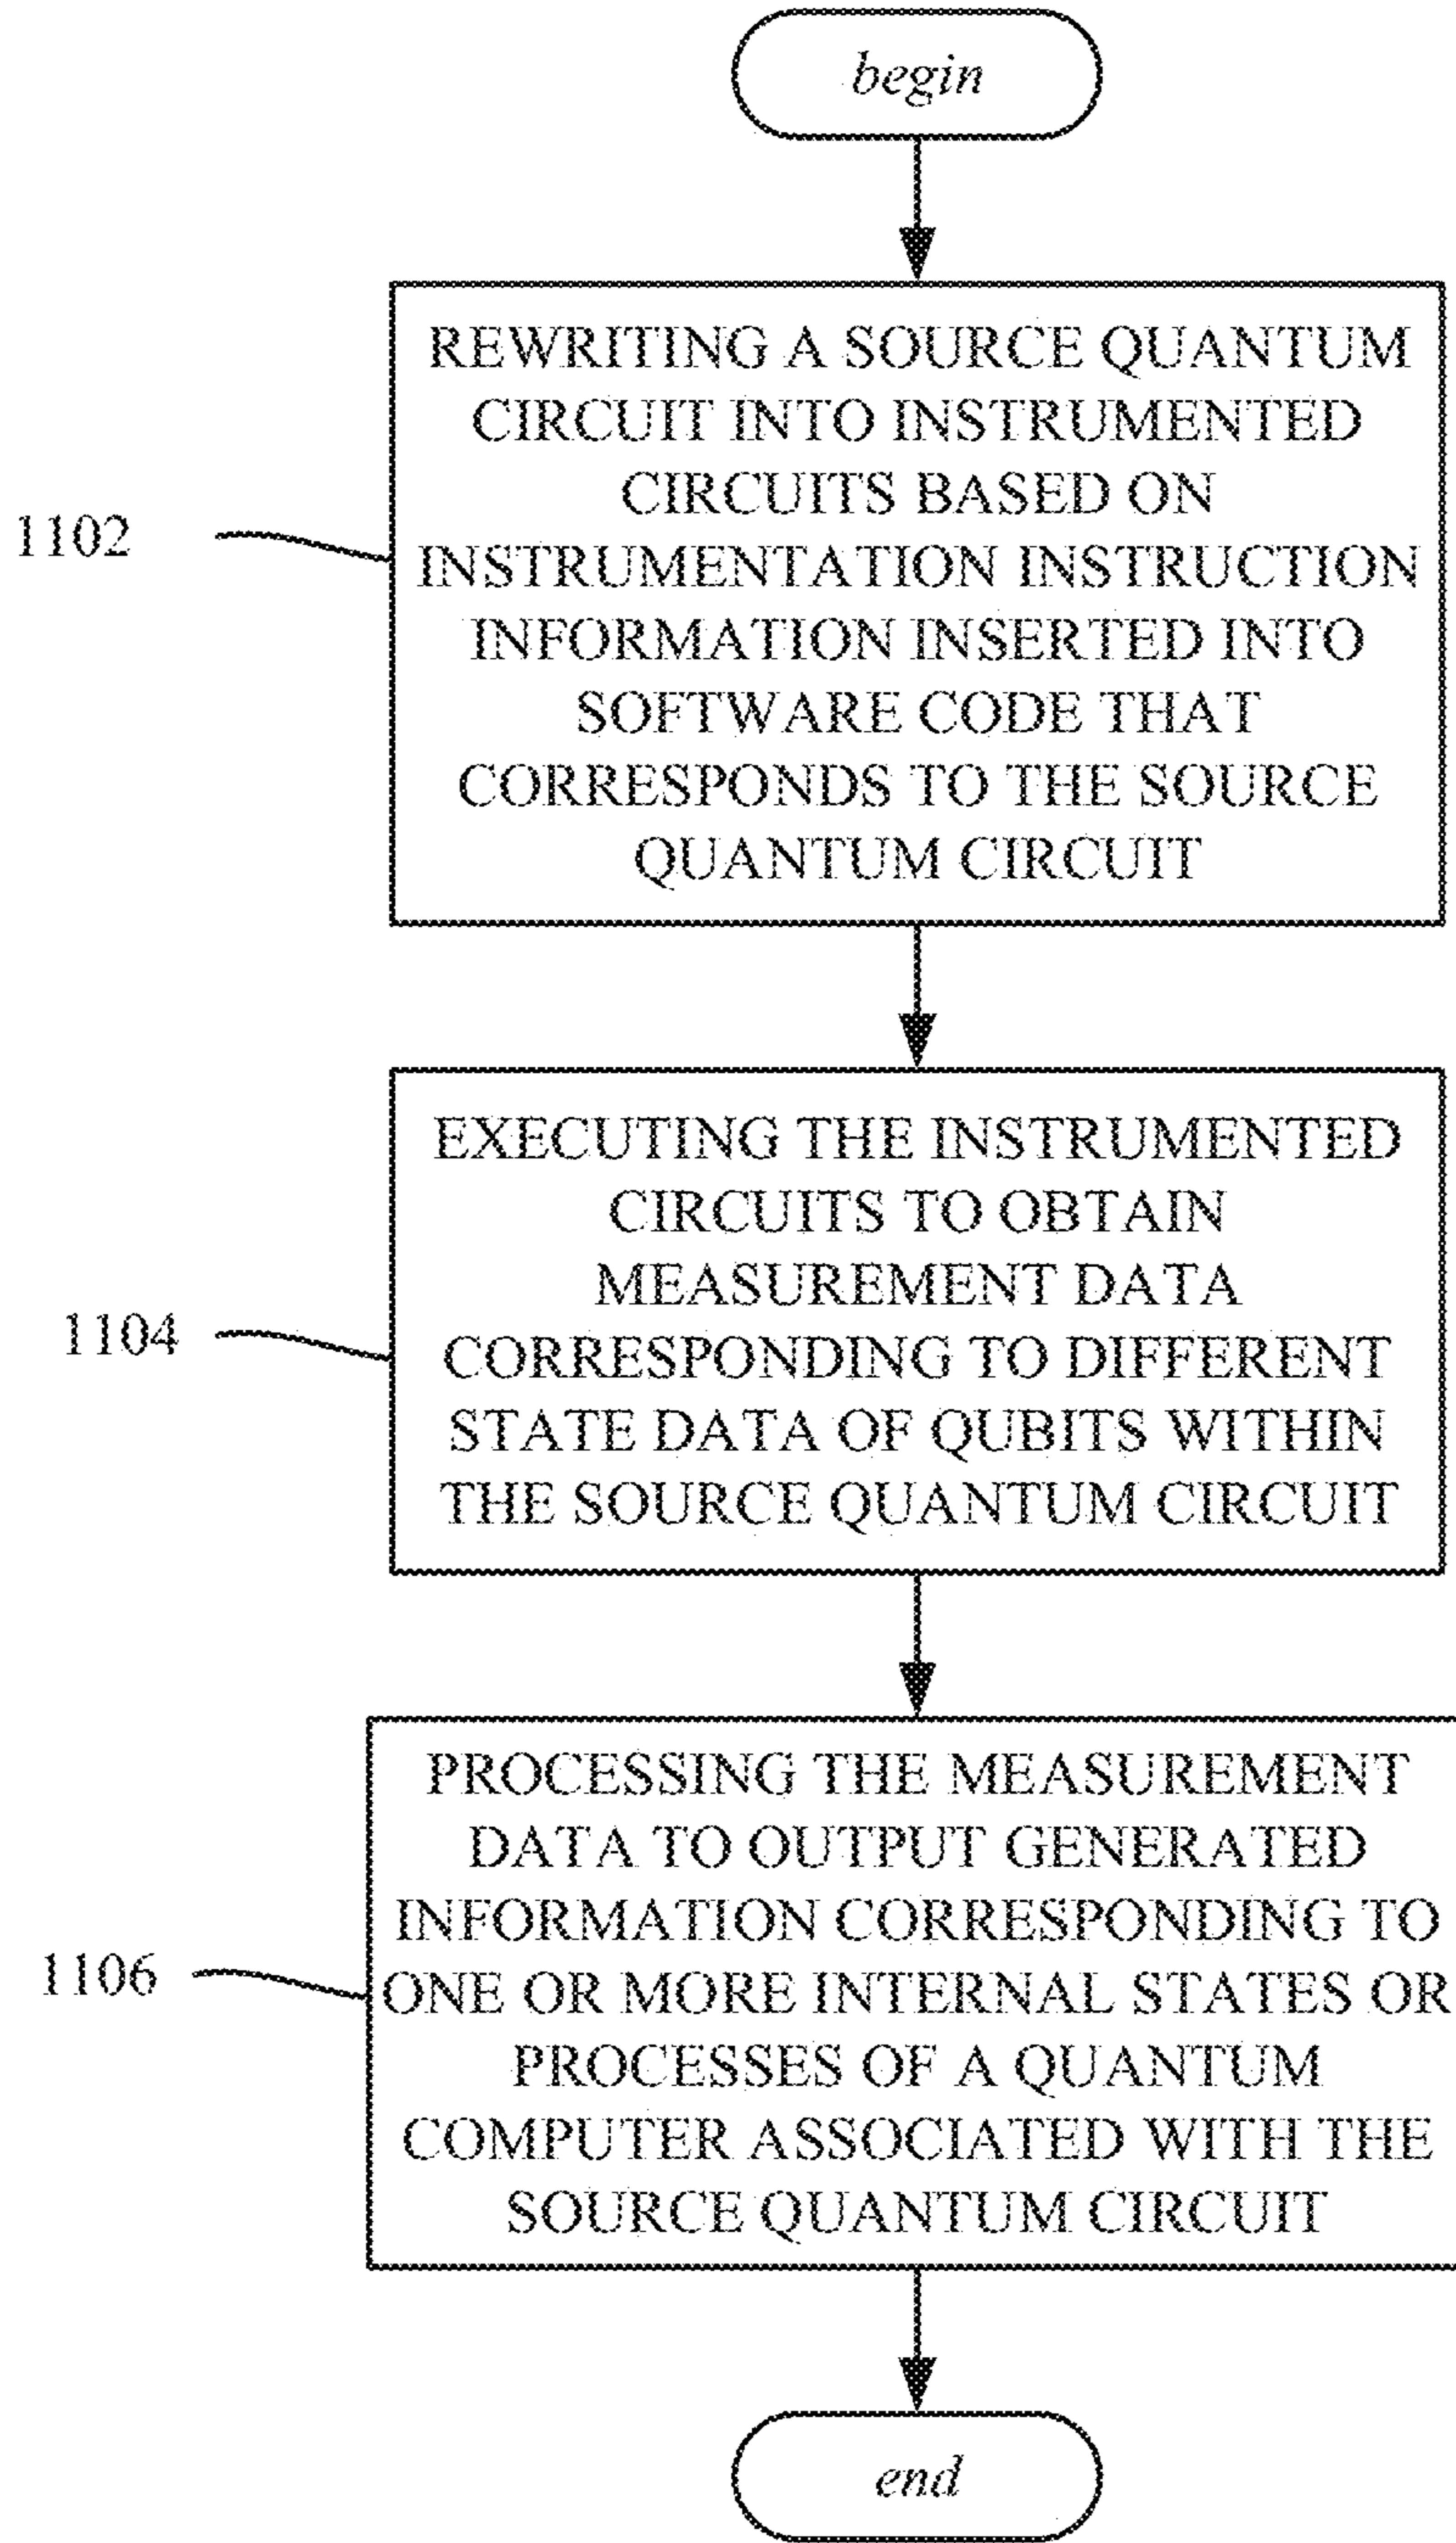 begin
REWRITING A SOURCE QUANTUM
CIRCUIT INTO INSTRUMENTED
CIRCUITS BASED ON
INSTRUMENTATION INSTRUCTION
INFORMATION INSERTED INTO
SOFTWARE CODE THAT
CORRESPONDS TO THE SOURCE
QUANTUM CIRCUIT
1102
EXECUTING THE INSTRUMENTED
CIRCUITS TO OBTAIN
MEASUREMENT DATA
CORRESPONDING TO DIFFERENT
STATE DATA OF QUBITS WITHIN
THE SOURCE QUANTUM CIRCUIT
1104
PROCESSING THE MEASUREMENT
DATA TO OUTPUT GENERATED
INFORMATION CORRESPONDING TO
ONE OR MORE INTERNAL STATES OR
PROCESSES OF A QUANTUM
COMPUTER ASSOCIATED WITH THE
SOURCE QUANTUM CIRCUIT
1106
end